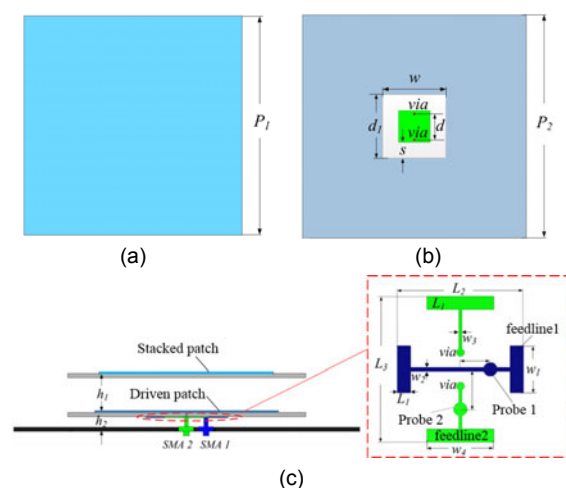 P1
(a)
w
via
d1
d
via
s
P2
(b)
Stacked patch
h1
Driven patch
h2
SMA 2
SMA 1
L2
L1
w3
feedline1
via
L3
w2
w1
via
L1
Probe 1
Probe 2
feedline2
w4
(c)